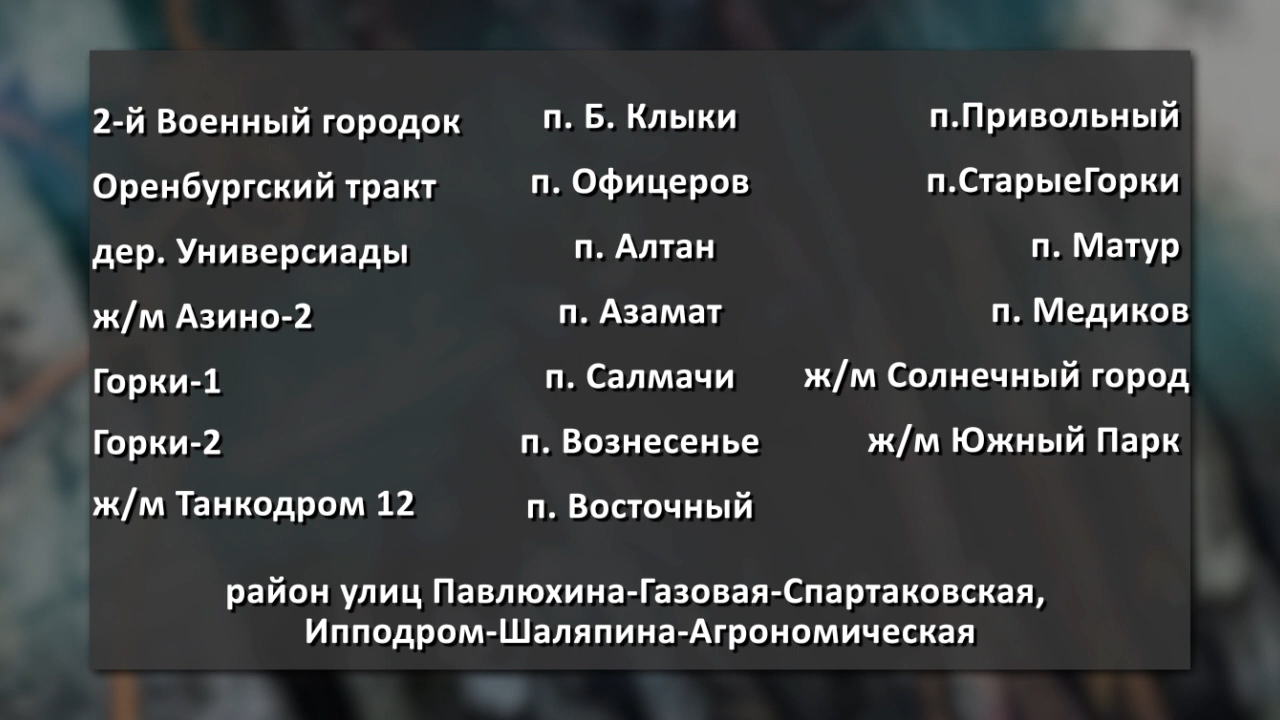 2-й Военный городок
Оренбургский тракт
дер. Универсиады
ж/м Азино-2
Горки-1
Горки-2
ж/м Танкодром 12
п. Б. Клыки
п. Офицеров
п. Алтан
п. Азамат
п. Салмачи
п. Вознесенье
п. Восточный
п.Привольный
п.СтарыеГорки
п. Матур
п. Медиков
ж/м Солнечный город
ж/м Южный Парк
район улиц Павлюхина-Газовая-Спартаковская,
Ипподром-Шаляпина-Агрономическая